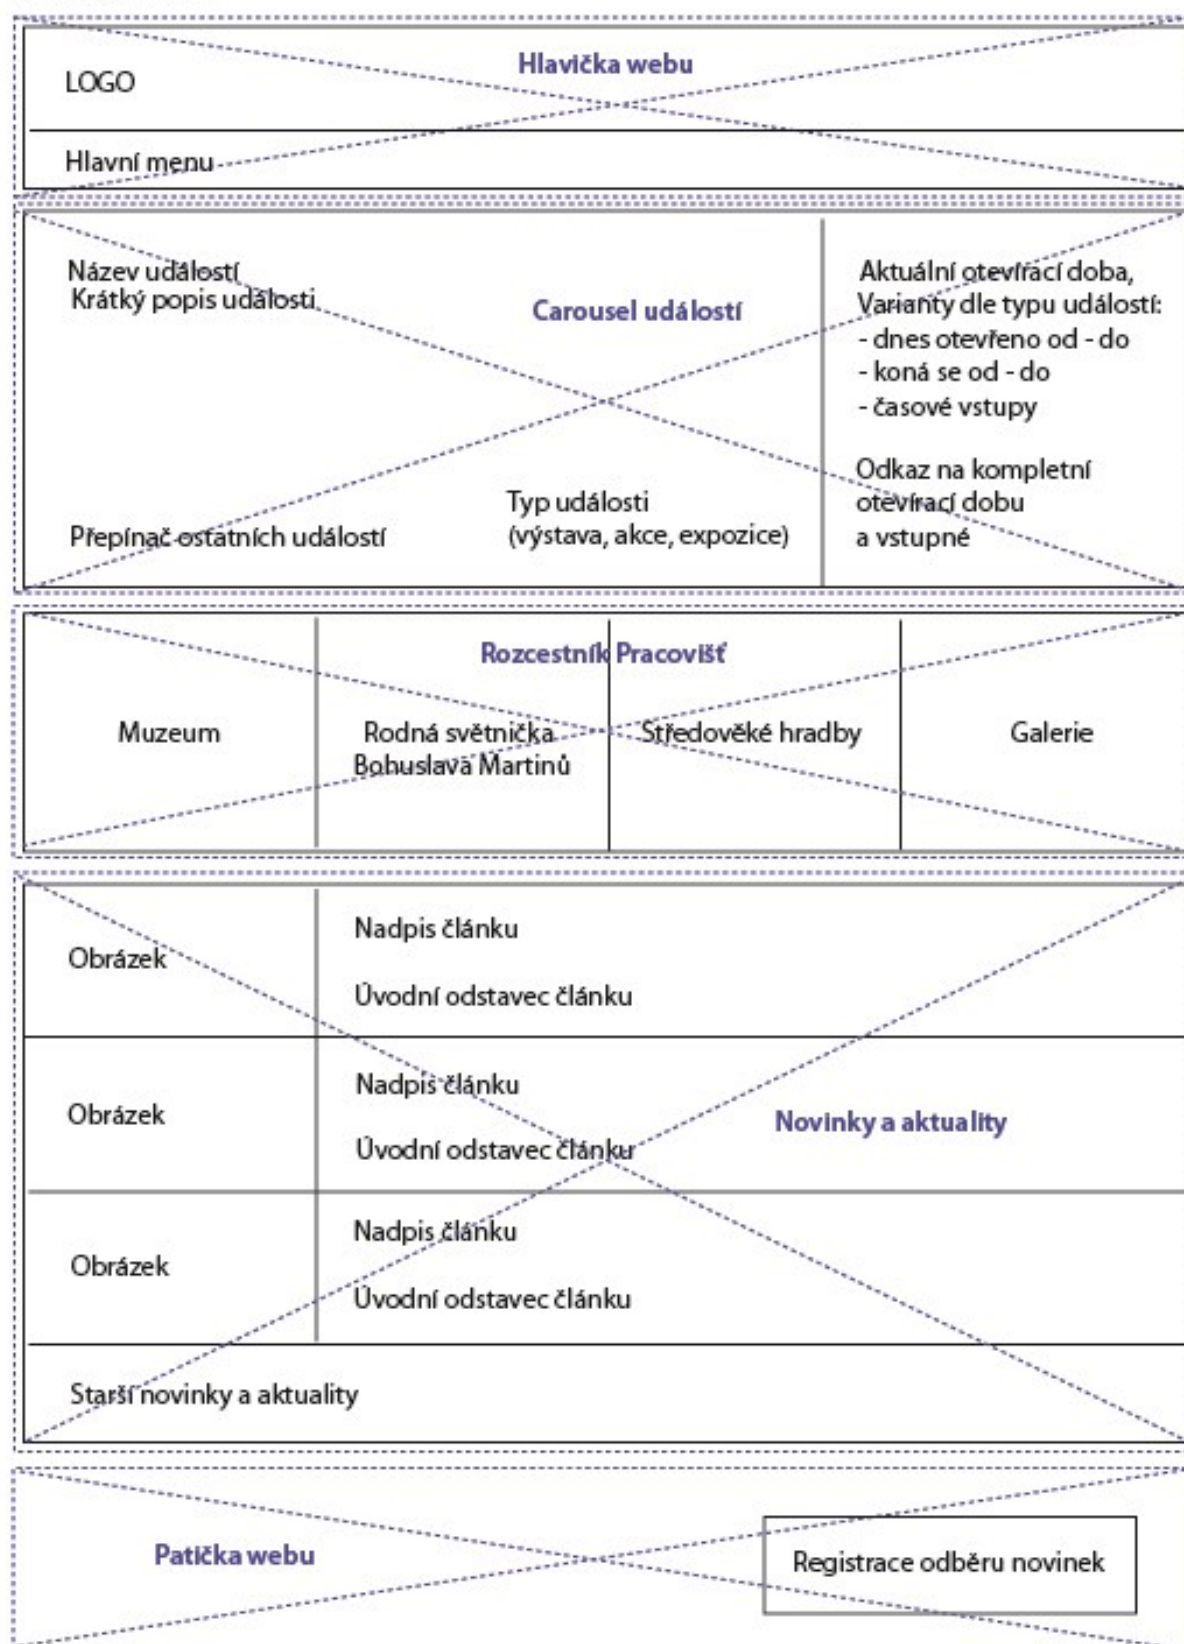 Hlavička webu
LOGO
Hlavní menu
Název událostí
Krátký popis události
Carousel událostí
Přepínač ostatních událostí
Typ události
(výstava, akce, expozice)
Aktuální otevírací doba,
Varianty dle typu událostí:
- dnes otevřeno od - do
- koná se od - do
- časové vstupy
Odkaz na kompletní
otevírací dobu
a vstupné
Rozcestník Pracovišť
Muzeum
Rodná světnička
Bohuslava Martinů
Středověké hradby
Galerie
Obrázek
Nadpis článku
Úvodní odstavec článku
Obrázek
Nadpis článku
Úvodní odstavec článku
Novinky a aktuality
Obrázek
Nadpis článku
Úvodní odstavec článku
Starší novinky a aktuality
Patička webu
Registrace odběru novinek